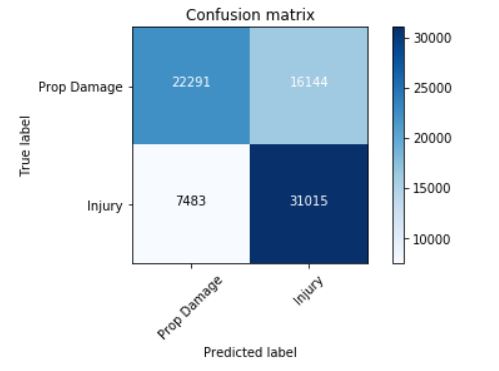 Confusion matrix
Prop Damage
22291
16144
Injury
7483
31015
True label
Prop Damage
Injury
Predicted label
30000
25000
20000
15000
10000